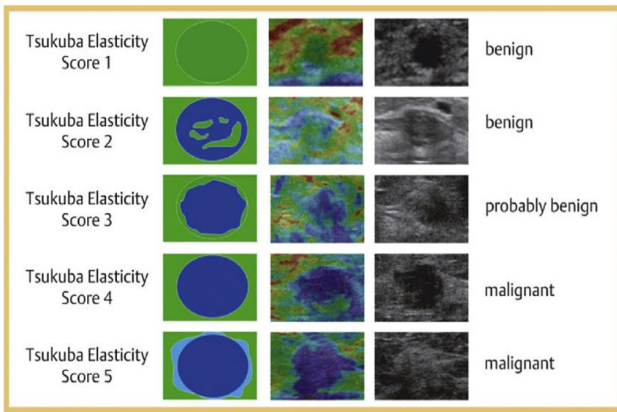 Tsukuba Elasticity
Score 1
benign
Tsukuba Elasticity
Score 2
benign
Tsukuba Elasticity
Score 3
probably benign
Tsukuba Elasticity
Score 4
malignant
Tsukuba Elasticity
Score 5
malignant